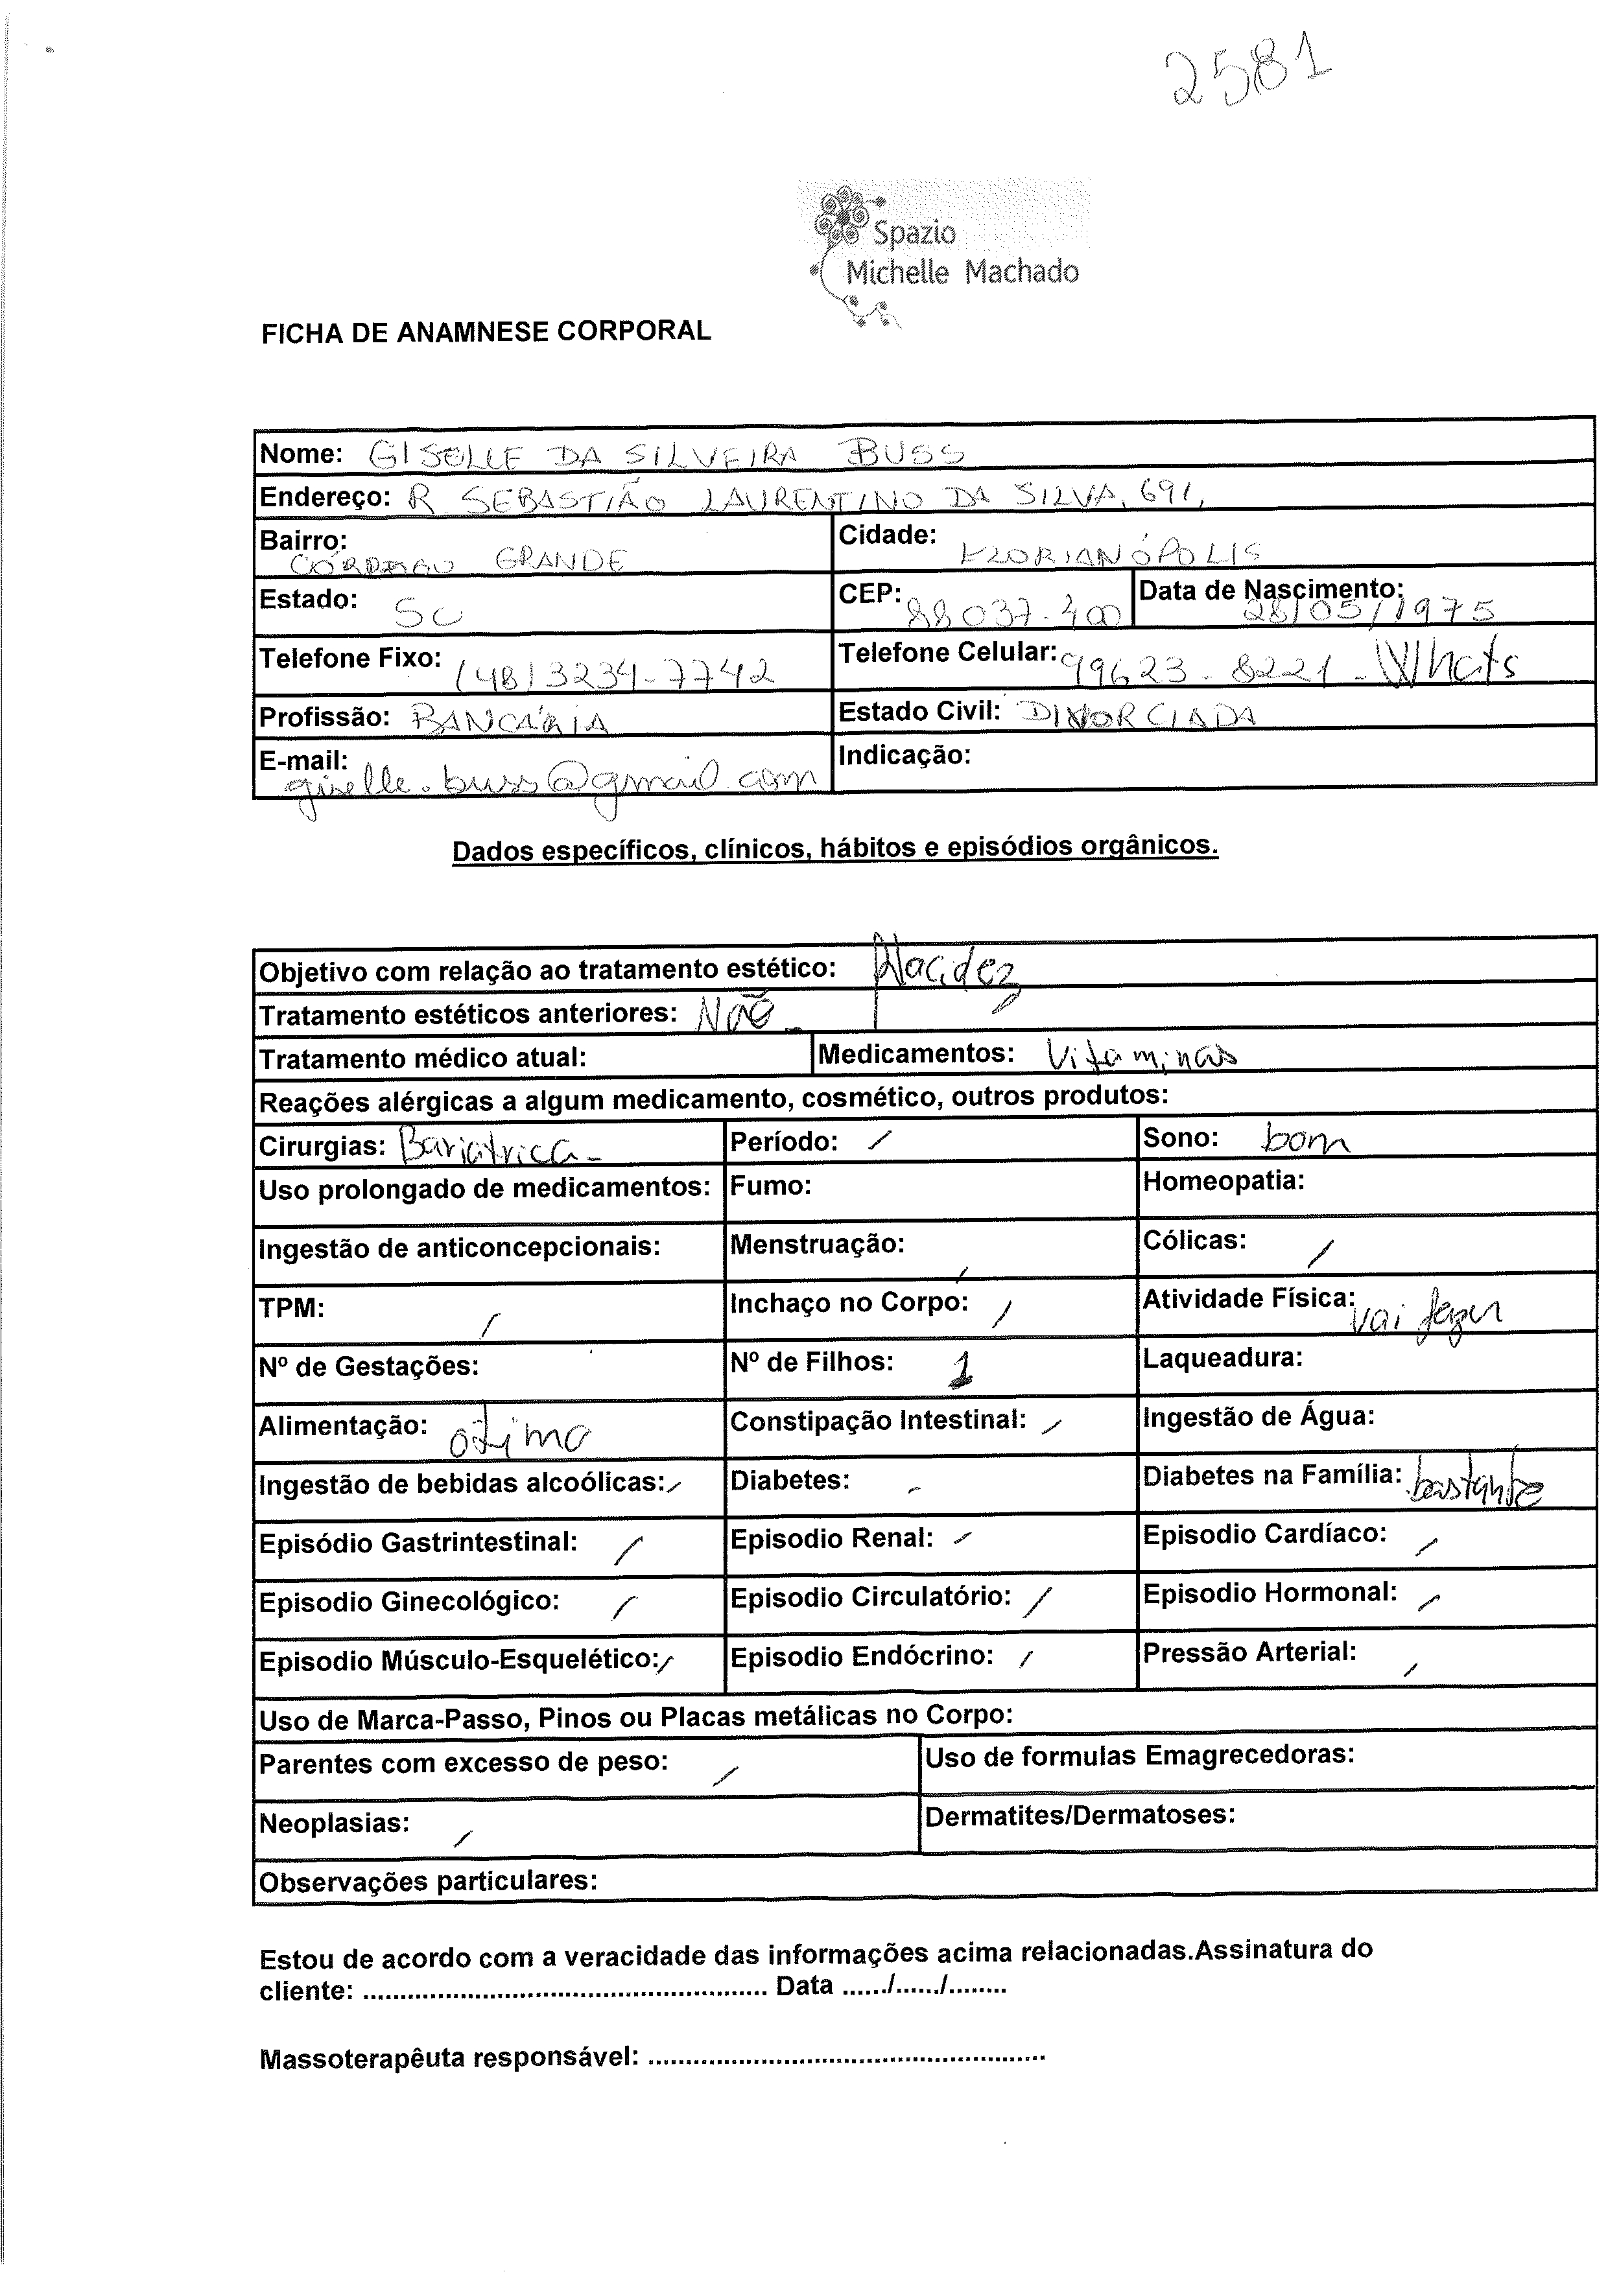 2581
Spazio
Michelle Machado
FICHA DE ANAMNESE CORPORAL
Nome: GISELLE DA SILVEIRA BUSS
Endereço: R SEBASTIÃO LAURENTINO DA SILVA, 691,
Bairro: CÓRREGO GRANDE Cidade: FLORIANÓPOLIS
Estado: SC CEP: 88037-400 Data de Nascimento: 28/05/1975
Telefone Fixo: (48) 3234-7742 Telefone Celular: 99623-8221 - Whats
Profissão: BANCÁRIA Estado Civil: DIVORCIADA
E-mail: giselle.buss@gmail.com Indicação:
Dados específicos, clínicos, hábitos e episódios orgânicos.
Objetivo com relação ao tratamento estético: flacidez
Tratamento estéticos anteriores: Não -
Tratamento médico atual: Medicamentos: Vitaminas
Reações alérgicas a algum medicamento, cosmético, outros produtos:
Cirurgias: Bariatrica - Período: / Sono: bom
Uso prolongado de medicamentos: Fumo: Homeopatia:
Ingestão de anticoncepcionais: Menstruação: / Cólicas: /
TPM: / Inchaço no Corpo: / Atividade Física: vai fazer
Nº de Gestações: Nº de Filhos: 1 Laqueadura:
Alimentação: otimo Constipação Intestinal: / Ingestão de Água:
Ingestão de bebidas alcoólicas: / Diabetes: / Diabetes na Família: bastante
Episódio Gastrintestinal: / Episodio Renal: / Episodio Cardíaco: /
Episodio Ginecológico: / Episodio Circulatório: / Episodio Hormonal: /
Episodio Músculo-Esquelético: / Episodio Endócrino: / Pressão Arterial: /
Uso de Marca-Passo, Pinos ou Placas metálicas no Corpo:
Parentes com excesso de peso: / Uso de formulas Emagrecedoras:
Neoplasias: / Dermatites/Dermatoses:
Observações particulares:
Estou de acordo com a veracidade das informações acima relacionadas.Assinatura do
cliente: ...................................................... Data ....../....../........
Massoterapêuta responsável: .....................................................